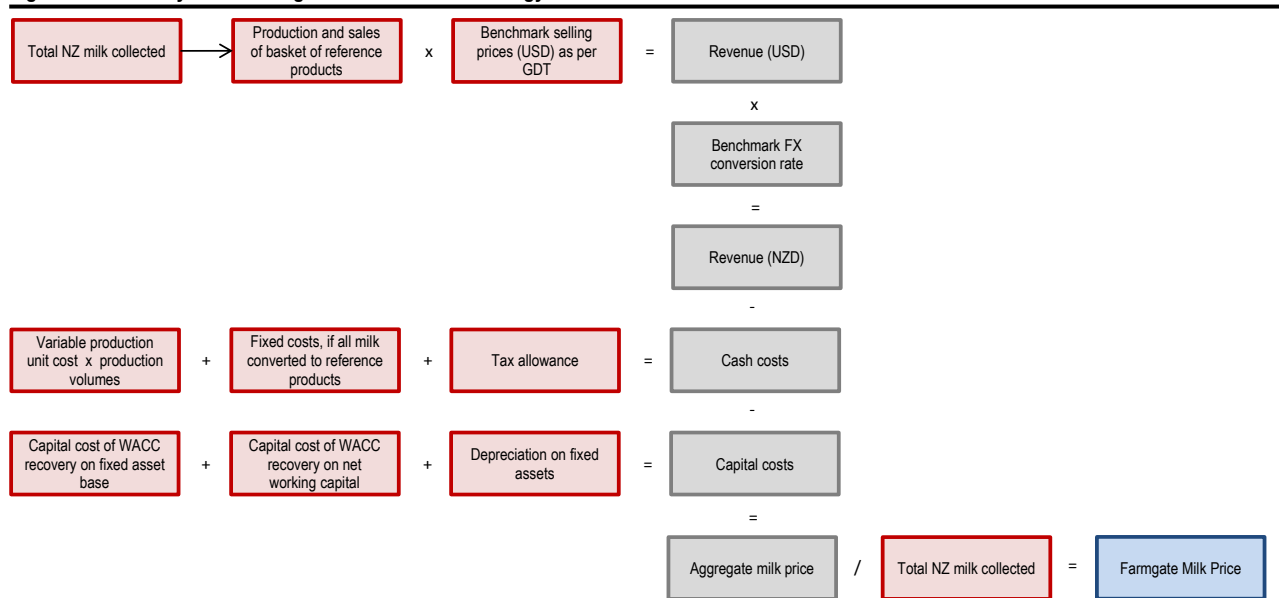 Total NZ milk collected
Production and sales
of basket of reference
products
x
Benchmark selling
prices (USD) as per
GDT
=
Revenue (USD)
x
Benchmark FX
conversion rate
=
Revenue (NZD)
-
Variable production
unit cost x production
volumes
+
Fixed costs, if all milk
converted to reference
products
+
Tax allowance
=
Cash costs
-
Capital cost of WACC
recovery on fixed asset
base
+
Capital cost of WACC
recovery on net
working capital
+
Depreciation on fixed
assets
=
Capital costs
=
Aggregate milk price
/
Total NZ milk collected
=
Farmgate Milk Price